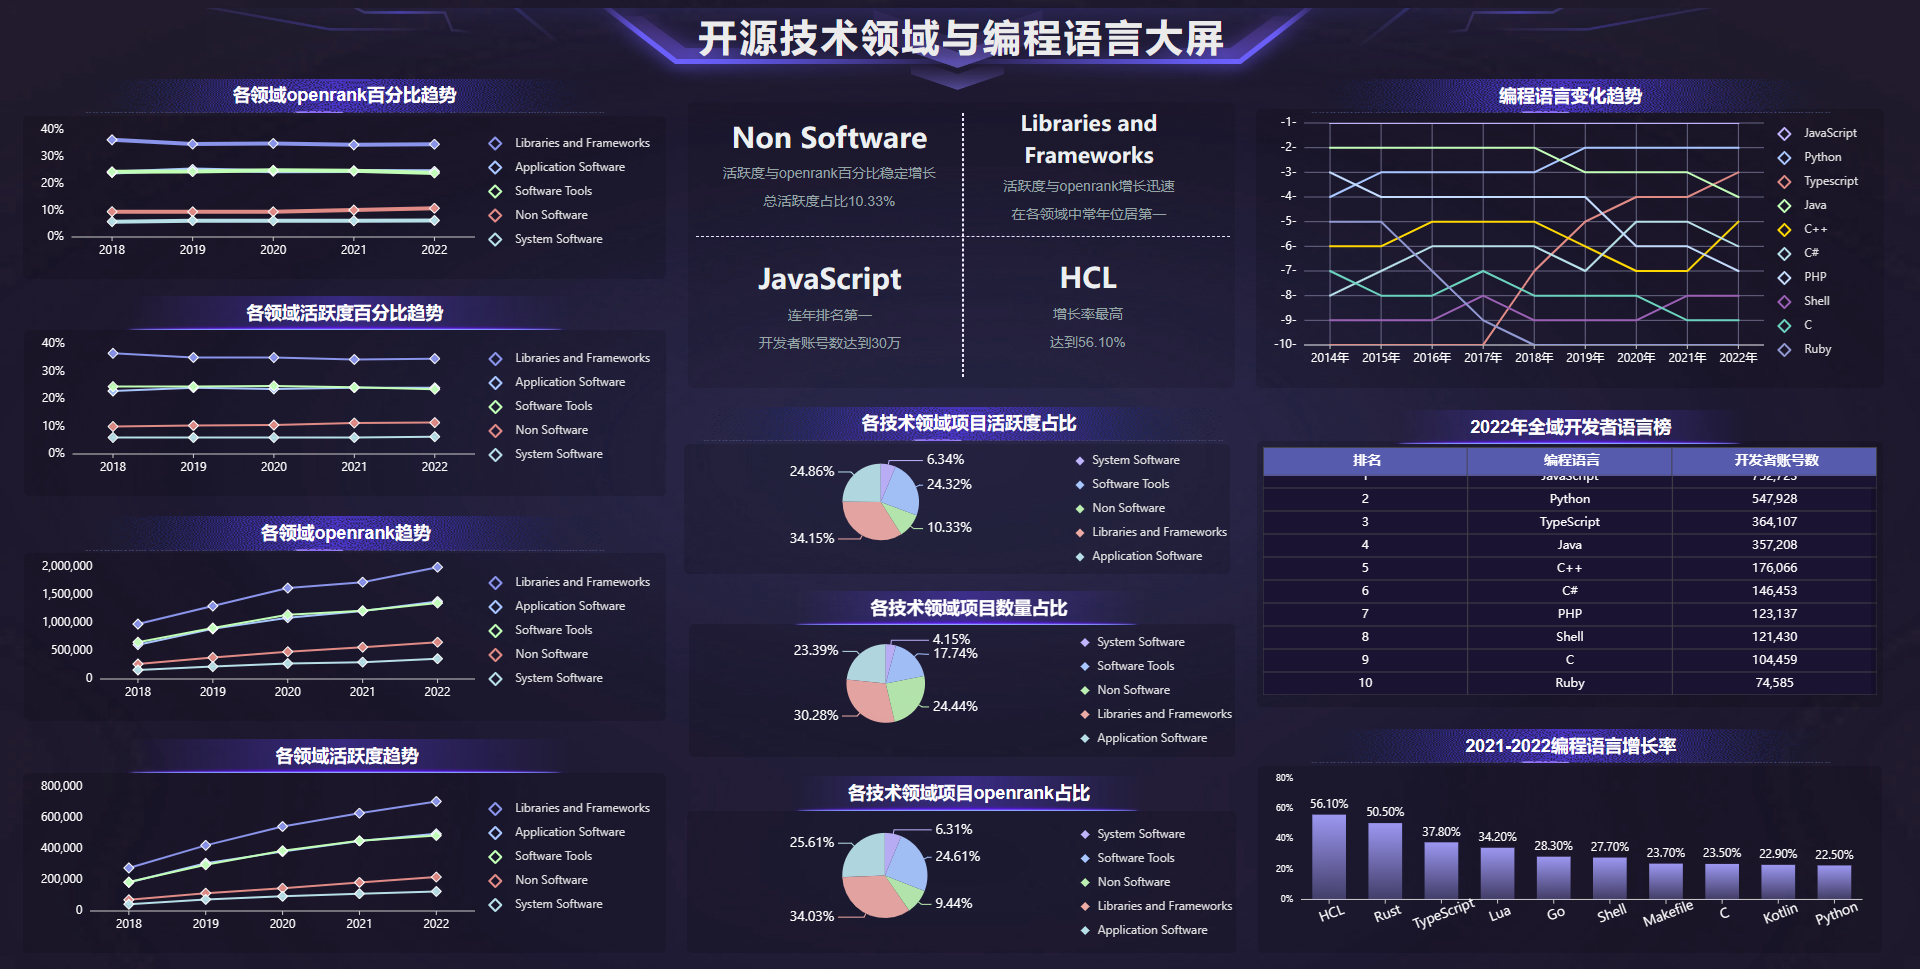 开源技术领域与编程语言大屏
各领域openrank百分比趋势
40%
30%
20%
10%
0%
2018 2019 2020 2021 2022
Libraries and Frameworks
Application Software
Software Tools
Non Software
System Software
各领域活跃度百分比趋势
40%
30%
20%
10%
0%
2018 2019 2020 2021 2022
Libraries and Frameworks
Application Software
Software Tools
Non Software
System Software
各领域openrank趋势
2,000,000
1,500,000
1,000,000
500,000
0
2018 2019 2020 2021 2022
Libraries and Frameworks
Application Software
Software Tools
Non Software
System Software
各领域活跃度趋势
800,000
600,000
400,000
200,000
0
2018 2019 2020 2021 2022
Libraries and Frameworks
Application Software
Software Tools
Non Software
System Software
Non Software
活跃度与openrank百分比稳定增长
总活跃度占比10.33%
Libraries and
Frameworks
活跃度与openrank增长迅速
在各领域中常年位居第一
JavaScript
连年排名第一
开发者账号数达到30万
HCL
增长率最高
达到56.10%
各技术领域项目活跃度占比
6.34%
24.32%
10.33%
34.15%
24.86%
System Software
Software Tools
Non Software
Libraries and Frameworks
Application Software
各技术领域项目数量占比
4.15%
17.74%
24.44%
30.28%
23.39%
System Software
Software Tools
Non Software
Libraries and Frameworks
Application Software
各技术领域项目openrank占比
6.31%
24.61%
9.44%
34.03%
25.61%
System Software
Software Tools
Non Software
Libraries and Frameworks
Application Software
编程语言变化趋势
-1-
-2-
-3-
-4-
-5-
-6-
-7-
-8-
-9-
-10-
2014年 2015年 2016年 2017年 2018年 2019年 2020年 2021年 2022年
JavaScript
Python
Typescript
Java
C++
C#
PHP
Shell
C
Ruby
2022年全域开发者语言榜
排名 编程语言 开发者账号数
1 JavaScript 752,723
2 Python 547,928
3 TypeScript 364,107
4 Java 357,208
5 C++ 176,066
6 C# 146,453
7 PHP 123,137
8 Shell 121,430
9 C 104,459
10 Ruby 74,585
2021-2022编程语言增长率
80%
60%
40%
20%
0%
56.10% 50.50% 37.80% 34.20% 28.30% 27.70% 23.70% 23.50% 22.90% 22.50%
HCL Rust TypeScript Lua Go Shell Makefile C Kotlin Python